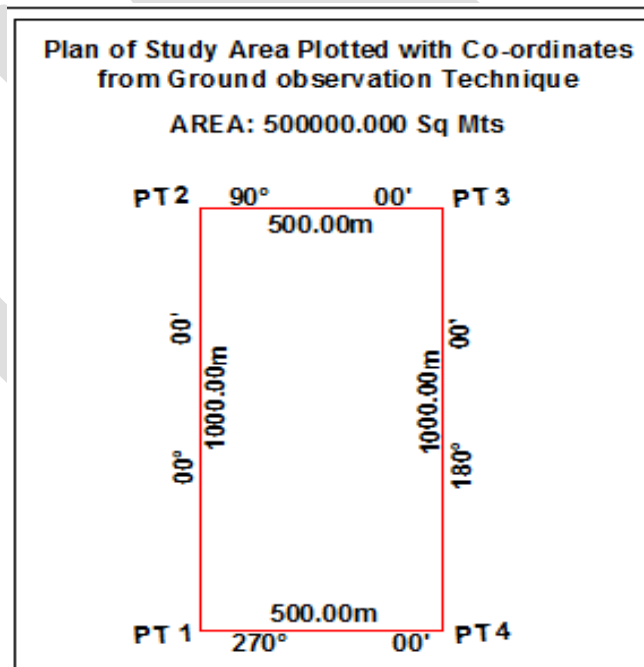 Plan of Study Area Plotted with Co-ordinates
from Ground observation Technique
AREA: 500000.000 Sq Mts
PT 2 90° 00' PT 3
500.00m
00° 00'
1000.00m
1000.00m
180° 00'
500.00m
PT 1 270° 00' PT 4